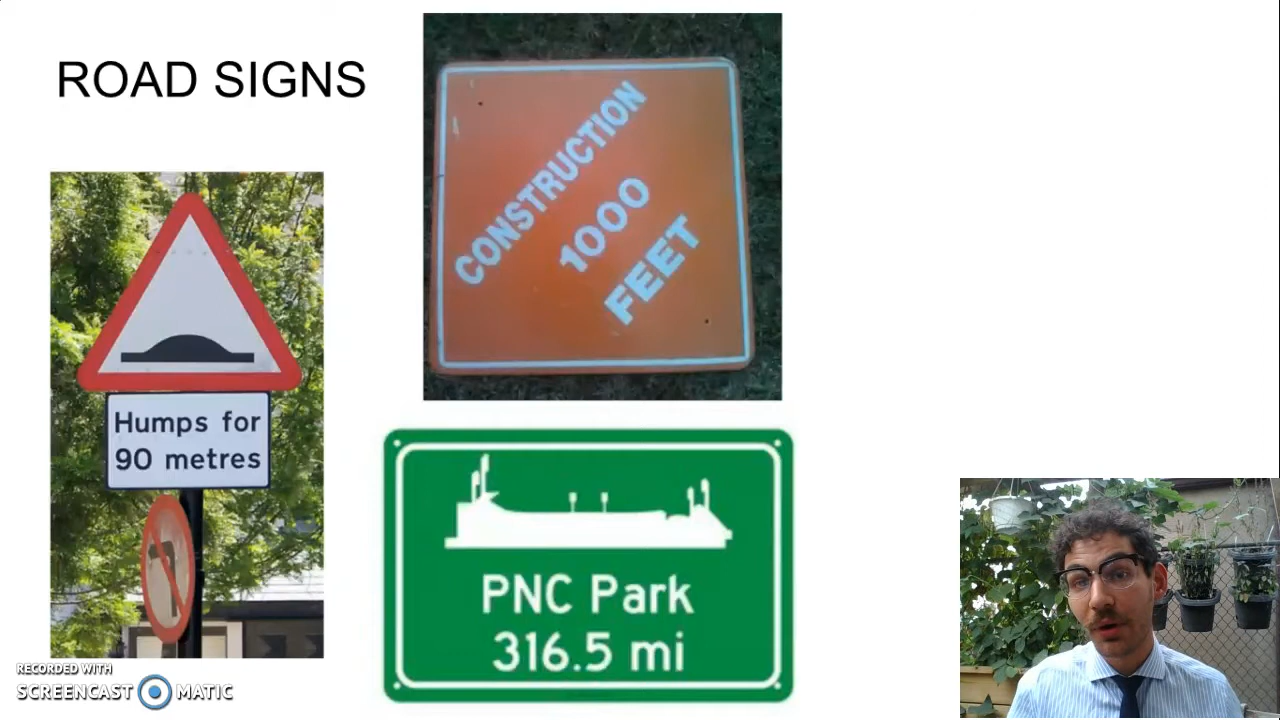 ROAD SIGNS
CONSTRUCTION
1000
FEET
Humps for
90 metres
PNC Park
316.5 mi
RECORDED WITH
SCREENCAST MATIC